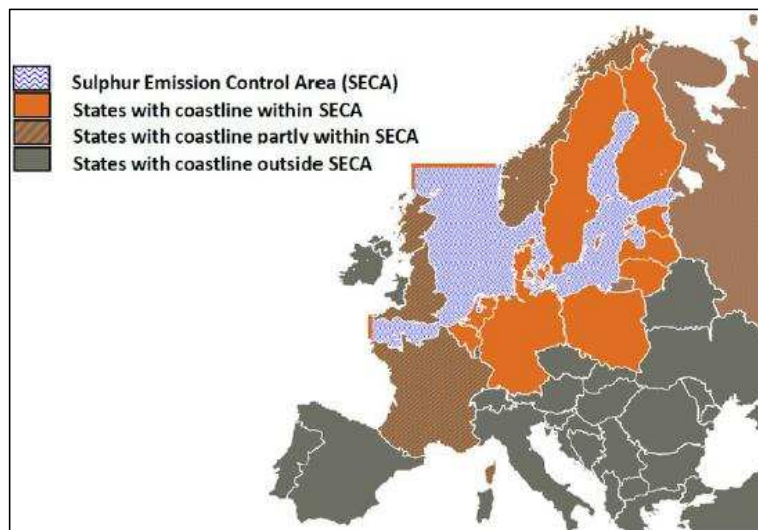 Sulphur Emission Control Area (SECA)
States with coastline within SECA
States with coastline partly within SECA
States with coastline outside SECA